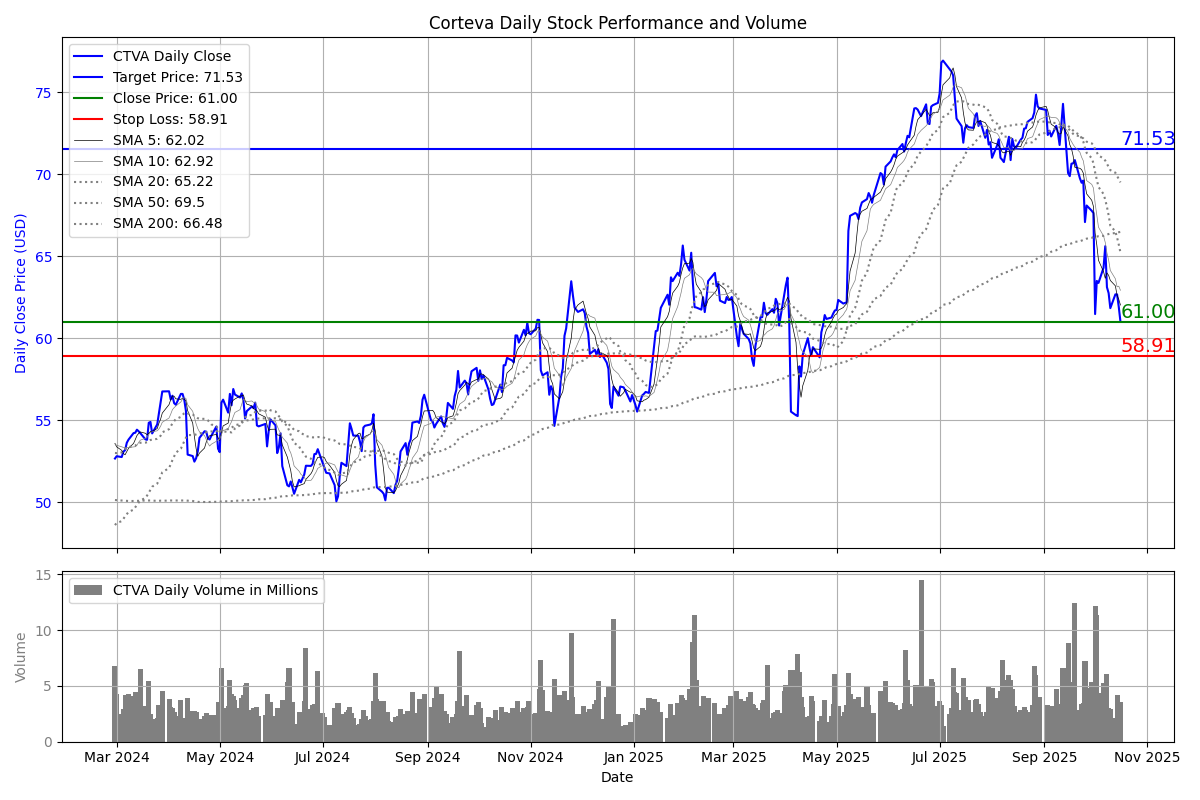 Corteva Daily Stock Performance and Volume
CTVA Daily Close
Target Price: 71.53
Close Price: 61.00
Stop Loss: 58.91
SMA 5: 62.02
SMA 10: 62.92
SMA 20: 65.22
SMA 50: 69.5
SMA 200: 66.48
Daily Close Price (USD)
75
70
65
60
55
50
71.53
61.00
58.91
CTVA Daily Volume in Millions
Volume
15
10
5
0
Mar 2024 May 2024 Jul 2024 Sep 2024 Nov 2024 Jan 2025 Mar 2025 May 2025 Jul 2025 Sep 2025 Nov 2025
Date